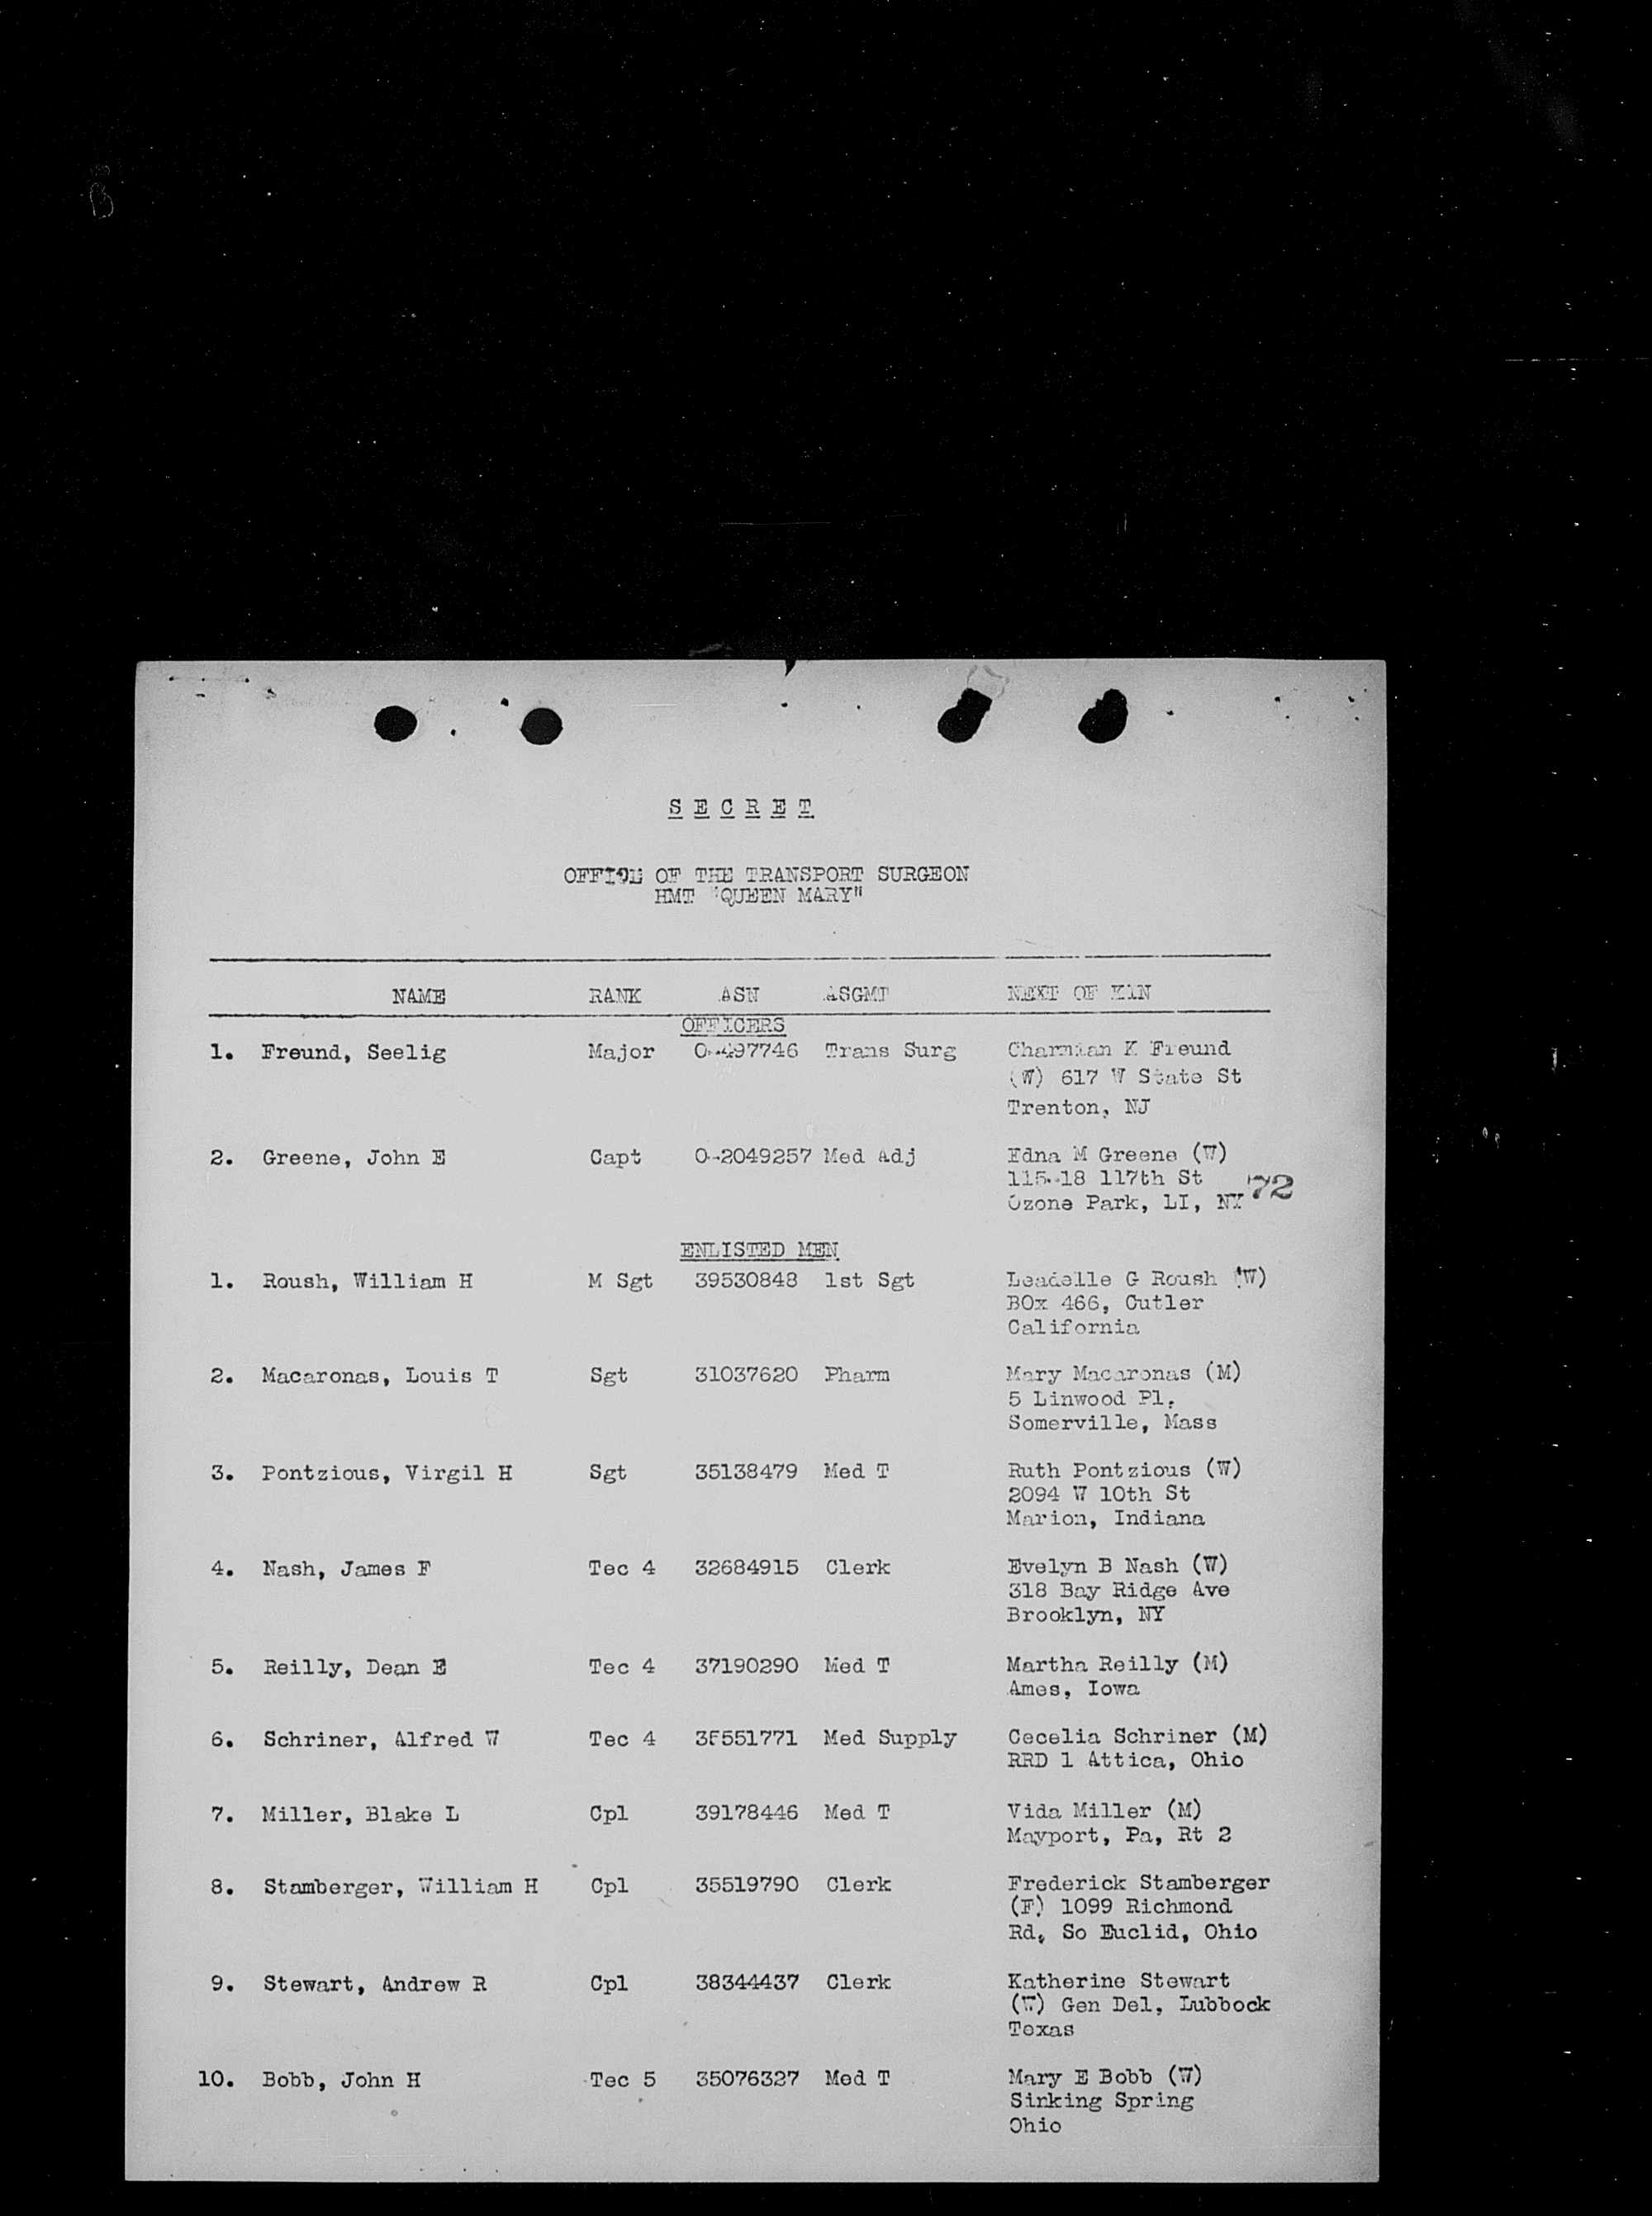 S E C R E T
OFFICE OF THE TRANSPORT SURGEON
HMT "QUEEN MARY"
NAME RANK ASN ASGMT NEXT OF KIN
OFFICERS
1. Freund, Seelig Major O-497746 Trans Surg Charmian K Freund
(W) 617 W State St
Trenton, NJ
2. Greene, John E Capt O-2049257 Med Adj Edna M Greene (W)
115-18 117th St
Ozone Park, LI, NY
72
ENLISTED MEN
1. Roush, William H M Sgt 39530848 1st Sgt Leadelle G Roush (W)
BOx 466, Cutler
California
2. Macaronas, Louis T Sgt 31037620 Pharm Mary Macaronas (M)
5 Linwood Pl,
Somerville, Mass
3. Pontzious, Virgil H Sgt 35138479 Med T Ruth Pontzious (W)
2094 W 10th St
Marion, Indiana
4. Nash, James F Tec 4 32684915 Clerk Evelyn B Nash (W)
318 Bay Ridge Ave
Brooklyn, NY
5. Reilly, Dean E Tec 4 37190290 Med T Martha Reilly (M)
Ames, Iowa
6. Schriner, Alfred W Tec 4 35551771 Med Supply Cecelia Schriner (M)
RRD 1 Attica, Ohio
7. Miller, Blake L Cpl 39178446 Med T Vida Miller (M)
Mayport, Pa, Rt 2
8. Stamberger, William H Cpl 35519790 Clerk Frederick Stamberger
(F) 1099 Richmond
Rd, So Euclid, Ohio
9. Stewart, Andrew R Cpl 38344437 Clerk Katherine Stewart
(W) Gen Del, Lubbock
Texas
10. Bobb, John H Tec 5 35076327 Med T Mary E Bobb (W)
Sinking Spring
Ohio